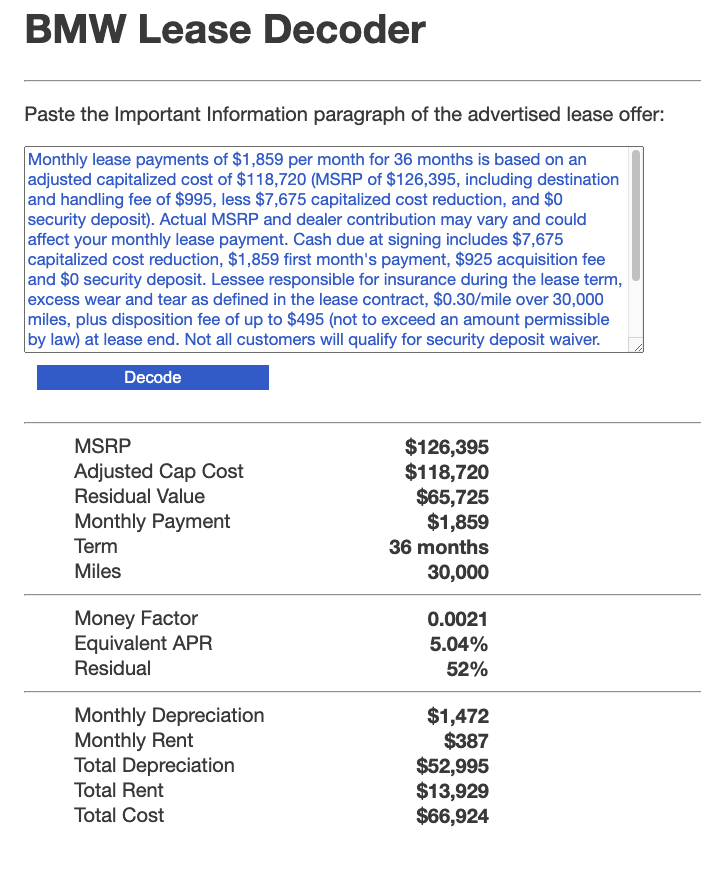 BMW Lease Decoder
Paste the Important Information paragraph of the advertised lease offer:
Monthly lease payments of $1,859 per month for 36 months is based on an
adjusted capitalized cost of $118,720 (MSRP of $126,395, including destination
and handling fee of $995, less $7,675 capitalized cost reduction, and $0
security deposit). Actual MSRP and dealer contribution may vary and could
affect your monthly lease payment. Cash due at signing includes $7,675
capitalized cost reduction, $1,859 first month's payment, $925 acquisition fee
and $0 security deposit. Lessee responsible for insurance during the lease term,
excess wear and tear as defined in the lease contract, $0.30/mile over 30,000
miles, plus disposition fee of up to $495 (not to exceed an amount permissible
by law) at lease end. Not all customers will qualify for security deposit waiver.
Decode
MSRP $126,395
Adjusted Cap Cost $118,720
Residual Value $65,725
Monthly Payment $1,859
Term 36 months
Miles 30,000
Money Factor 0.0021
Equivalent APR 5.04%
Residual 52%
Monthly Depreciation $1,472
Monthly Rent $387
Total Depreciation $52,995
Total Rent $13,929
Total Cost $66,924